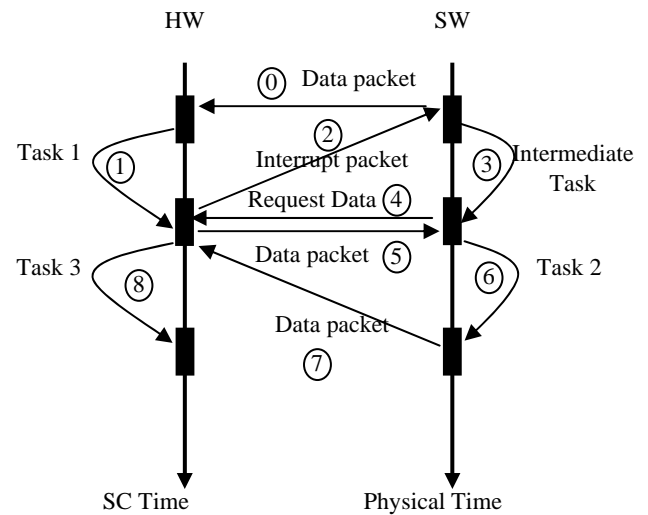 HW SW
0 Data packet
2
Task 1 1 Interrupt packet 3 Intermediate
Task
Request Data 4
Data packet 5
Task 3 8 6 Task 2
Data packet
7
SC Time Physical Time